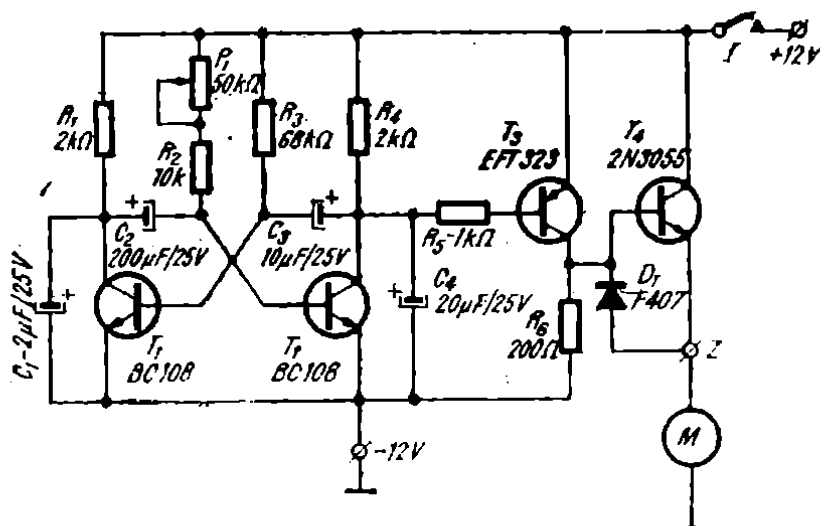 I
+12V
P1
50kΩ
R1
2kΩ
R3
68kΩ
R4
2kΩ
R2
10k
T3
EFT323
T4
2N3055
C2
200µF/25V
C3
10µF/25V
R5-1kΩ
C1-2µF/25V
C4
20µF/25V
D1
F407
R6
200Ω
T1
BC108
T1
BC108
-12V
M